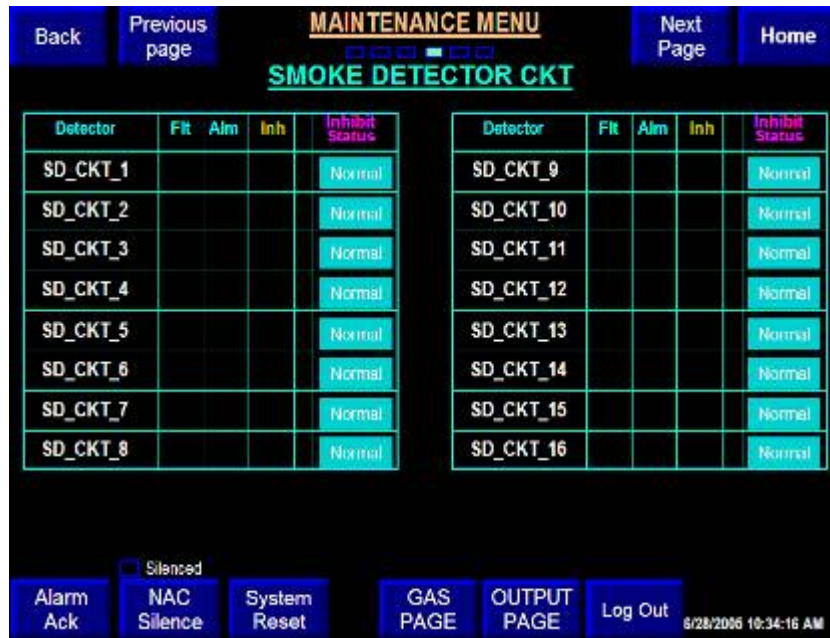 Back
Previous
page
MAINTENANCE MENU
Next
Page
Home
SMOKE DETECTOR CKT
Detector Flt Alm Inh Inhibit Status
SD_CKT_1 Normal
SD_CKT_2 Normal
SD_CKT_3 Normal
SD_CKT_4 Normal
SD_CKT_5 Normal
SD_CKT_6 Normal
SD_CKT_7 Normal
SD_CKT_8 Normal
Detector Flt Alm Inh Inhibit Status
SD_CKT_9 Normal
SD_CKT_10 Normal
SD_CKT_11 Normal
SD_CKT_12 Normal
SD_CKT_13 Normal
SD_CKT_14 Normal
SD_CKT_15 Normal
SD_CKT_16 Normal
Silenced
Alarm
Ack
NAC
Silence
System
Reset
GAS
PAGE
OUTPUT
PAGE
Log Out
6/28/2006 10:34:16 AM